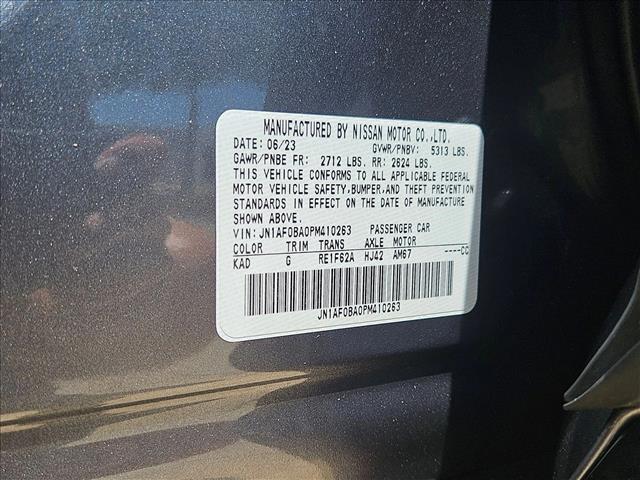 MANUFACTURED BY NISSAN MOTOR CO.,LTD.
DATE: 06/23 GVWR/PNBV: 5313 LBS.
GAWR/PNBE FR: 2712 LBS. RR: 2624 LBS.
THIS VEHICLE CONFORMS TO ALL APPLICABLE FEDERAL
MOTOR VEHICLE SAFETY,BUMPER,AND THEFT PREVENTION
STANDARDS IN EFFECT ON THE DATE OF MANUFACTURE
SHOWN ABOVE.
VIN: JN1AF0BA0PM410263 PASSENGER CAR
COLOR TRIM TRANS AXLE MOTOR
KAD G RE1F62A HJ42 AM67 ----CC
JN1AF0BA0PM410263